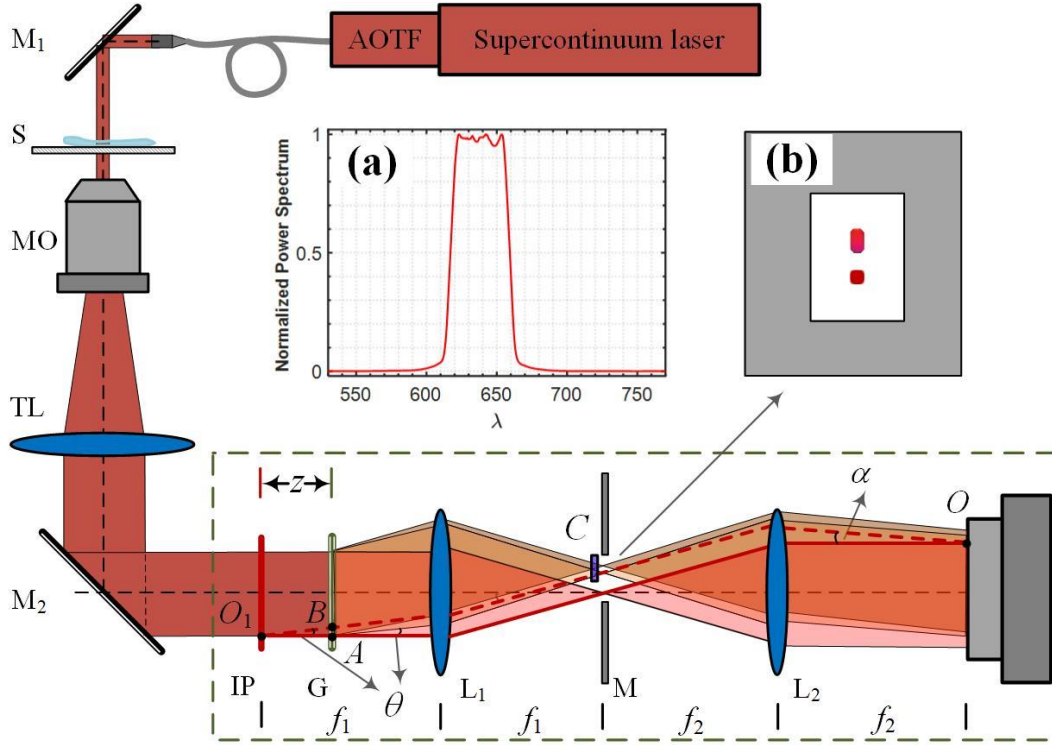 M1
AOTF
Supercontinuum laser
S
MO
TL
M2
(a)
Normalized Power Spectrum
1
0.5
0
550
600
650
700
750
λ
(b)
z
α
C
O
O1
B
A
θ
IP
G
L1
M
L2
f1
f1
f2
f2